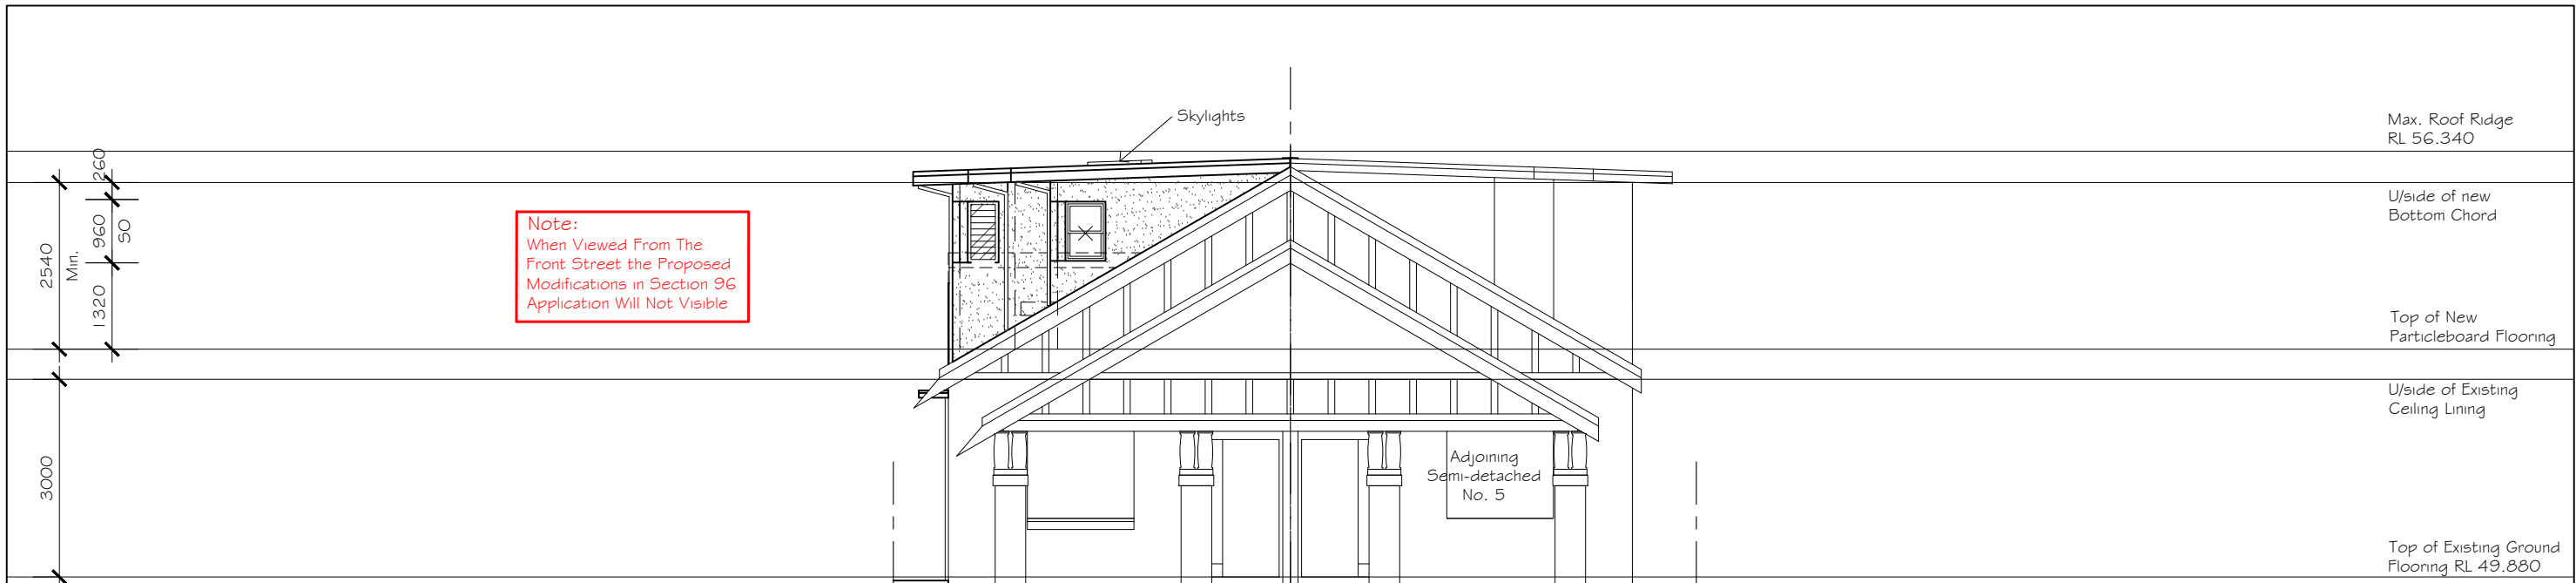 Skylights
Max. Roof Ridge
RL 56.340
260
U/side of new
Bottom Chord
Note:
When Viewed From The
Front Street the Proposed
Modifications in Section 96
Application Will Not Visible
960
50
2540
Min.
1320
Top of New
Particleboard Flooring
U/side of Existing
Ceiling Lining
3000
Adjoining
Semi-detached
No. 5
Top of Existing Ground
Flooring RL 49.880